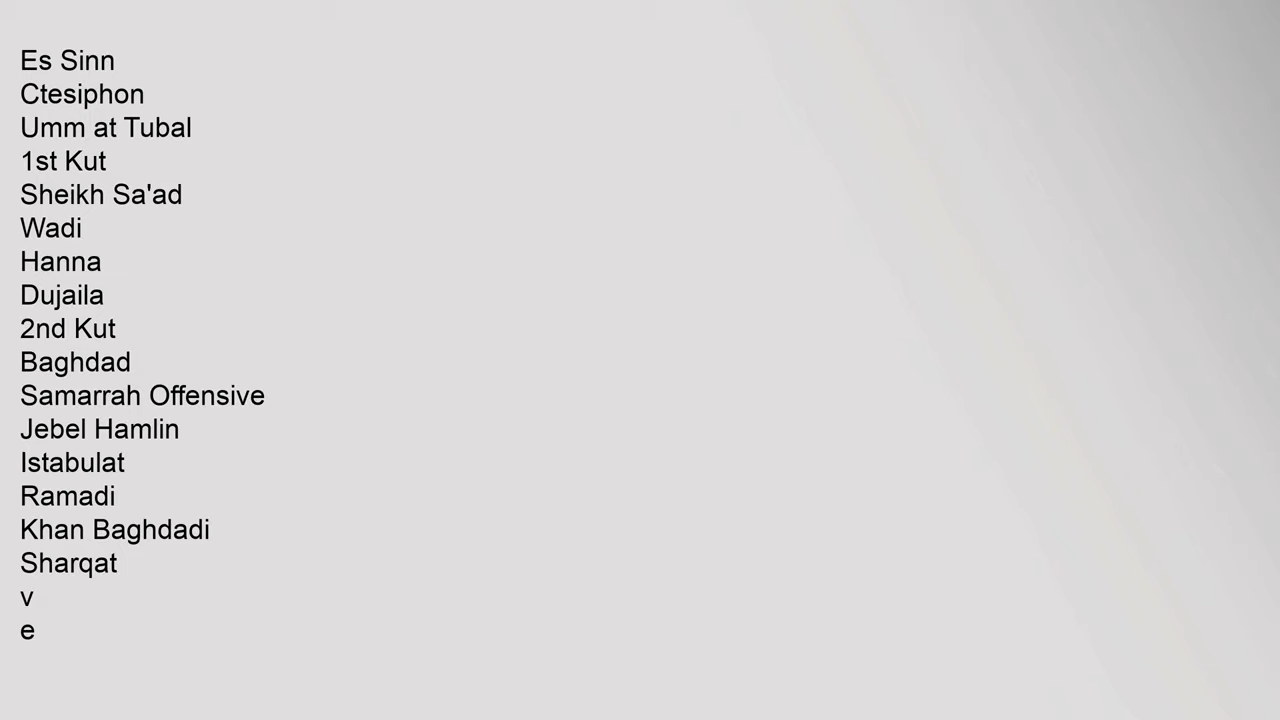 Es Sinn
Ctesiphon
Umm at Tubal
1st Kut
Sheikh Sa'ad
Wadi
Hanna
Dujaila
2nd Kut
Baghdad
Samarrah Offensive
Jebel Hamlin
Istabulat
Ramadi
Khan Baghdadi
Sharqat
v
e